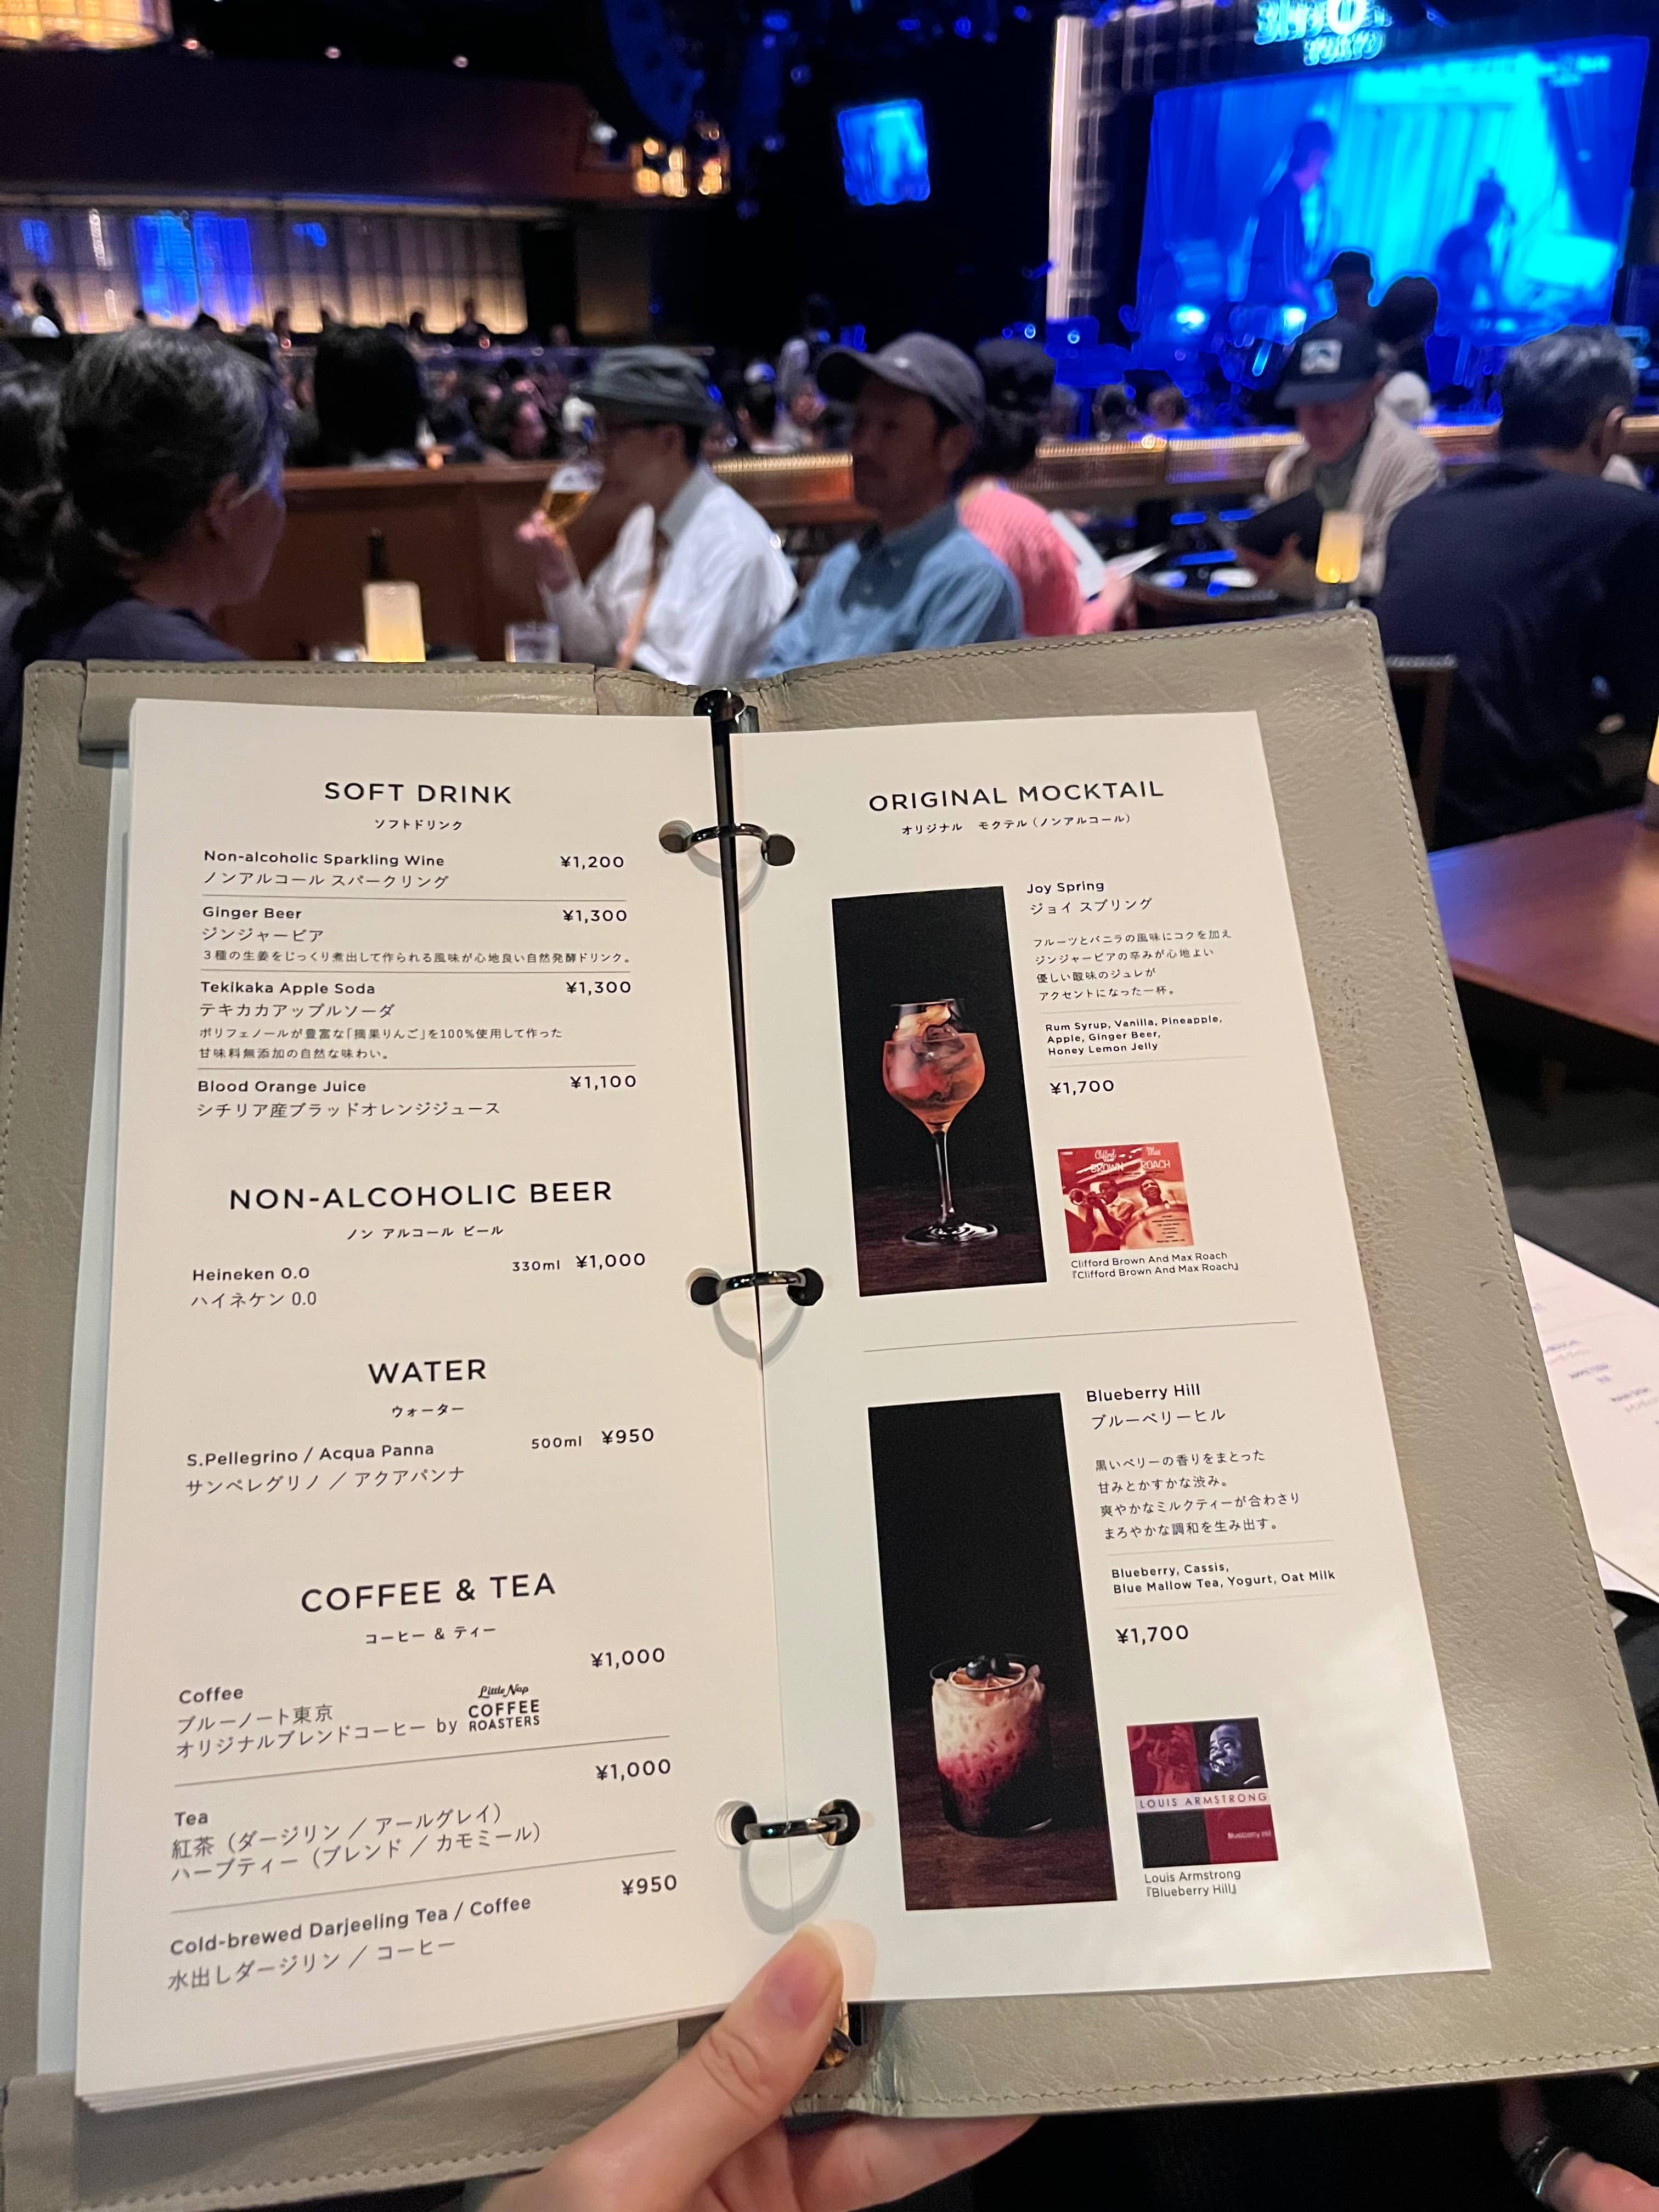 TOKYO
SOFT DRINK
ソフトドリンク
Non-alcoholic Sparkling Wine ¥1,200
ノンアルコール スパークリング
Ginger Beer ¥1,300
ジンジャービア
3種の生姜をじっくり煮出して作られる風味が心地良い自然発酵ドリンク。
Tekikaka Apple Soda ¥1,300
テキカカアップルソーダ
ポリフェノールが豊富な「摘果りんご」を100%使用して作った
甘味料無添加の自然な味わい。
Blood Orange Juice ¥1,100
シチリア産ブラッドオレンジジュース
NON-ALCOHOLIC BEER
ノン アルコール ビール
Heineken 0.0 330ml ¥1,000
ハイネケン 0.0
WATER
ウォーター
S.Pellegrino / Acqua Panna 500ml ¥950
サンペレグリノ / アクアパンナ
COFFEE & TEA
コーヒー & ティー
¥1,000
Coffee
ブルーノート東京
オリジナルブレンドコーヒー by Little Nap COFFEE ROASTERS
¥1,000
Tea
紅茶（ダージリン / アールグレイ）
ハーブティー（ブレンド / カモミール）
¥950
Cold-brewed Darjeeling Tea / Coffee
水出しダージリン / コーヒー
ORIGINAL MOCKTAIL
オリジナル モクテル（ノンアルコール）
Joy Spring
ジョイ スプリング
フルーツとバニラの風味にコクを加え
ジンジャービアの辛みが心地よい
優しい酸味のジュレが
アクセントになった一杯。
Rum Syrup, Vanilla, Pineapple,
Apple, Ginger Beer,
Honey Lemon Jelly
¥1,700
Clifford Max
BROWN ROACH
Clifford Brown And Max Roach
『Clifford Brown And Max Roach』
Blueberry Hill
ブルーベリーヒル
黒いベリーの香りをまとった
甘みとかすかな渋み。
爽やかなミルクティーが合わさり
まろやかな調和を生み出す。
Blueberry, Cassis,
Blue Mallow Tea, Yogurt, Oat Milk
¥1,700
LOUIS ARMSTRONG
Blueberry Hill
Louis Armstrong
『Blueberry Hill』